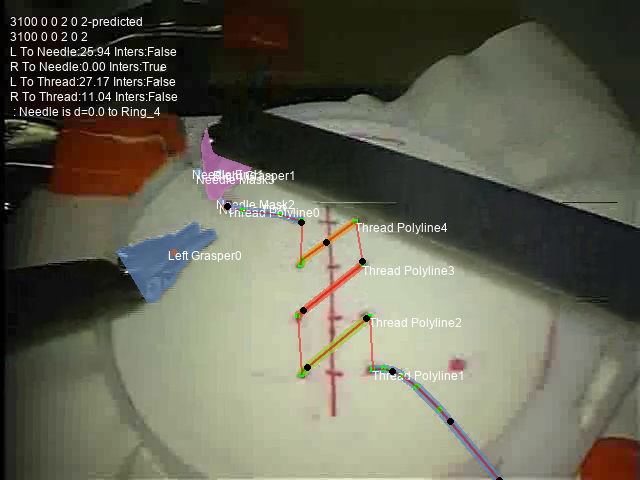 3100 0 0 2 0 2-predicted
3100 0 0 2 0 2
L To Needle:25.94 Inters:False
R To Needle:0.00 Inters:True
L To Thread:27.17 Inters:False
R To Thread:11.04 Inters:False
: Needle is d=0.0 to Ring_4
Needle Mask3
Needle Mask2
Thread Polyline0
Thread Polyline4
Left Grasper0
Thread Polyline3
Thread Polyline2
Thread Polyline1